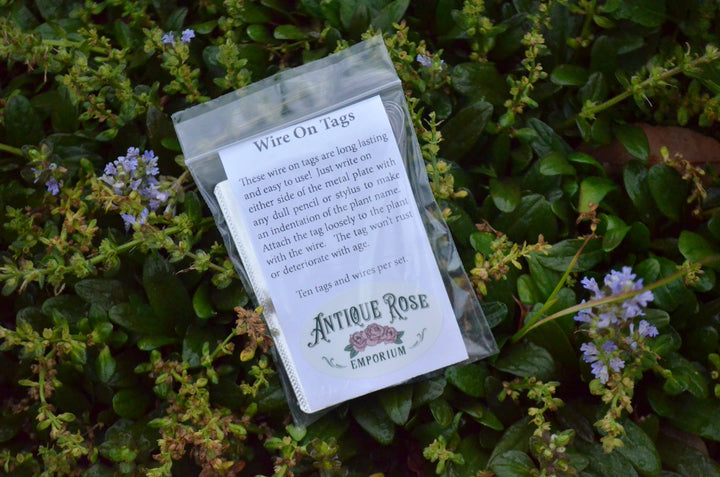 Wire On Tags
These wire on tags are long lasting
and easy to use! Just write on
either side of the metal plate with
any dull pencil or stylus to make
an indentation of the plant name.
Attach the tag loosely to the plant
with the wire. The tag won't rust
or deteriorate with age.
Ten tags and wires per set.
Antique Rose
EMPORIUM